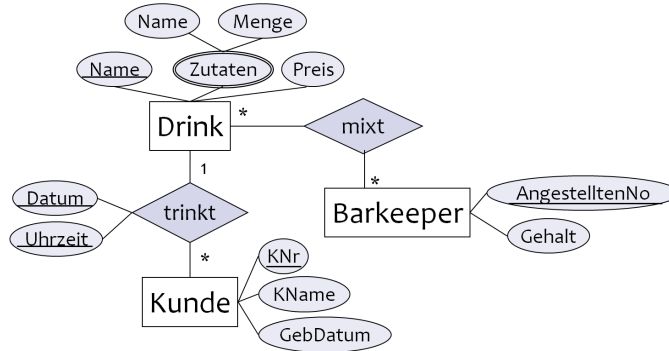 Name
Menge
Name
Zutaten
Preis
Drink
*
mixt
1
*
Datum
trinkt
Barkeeper
AngestelltenNo
Uhrzeit
Gehalt
*
KNr
Kunde
KName
GebDatum